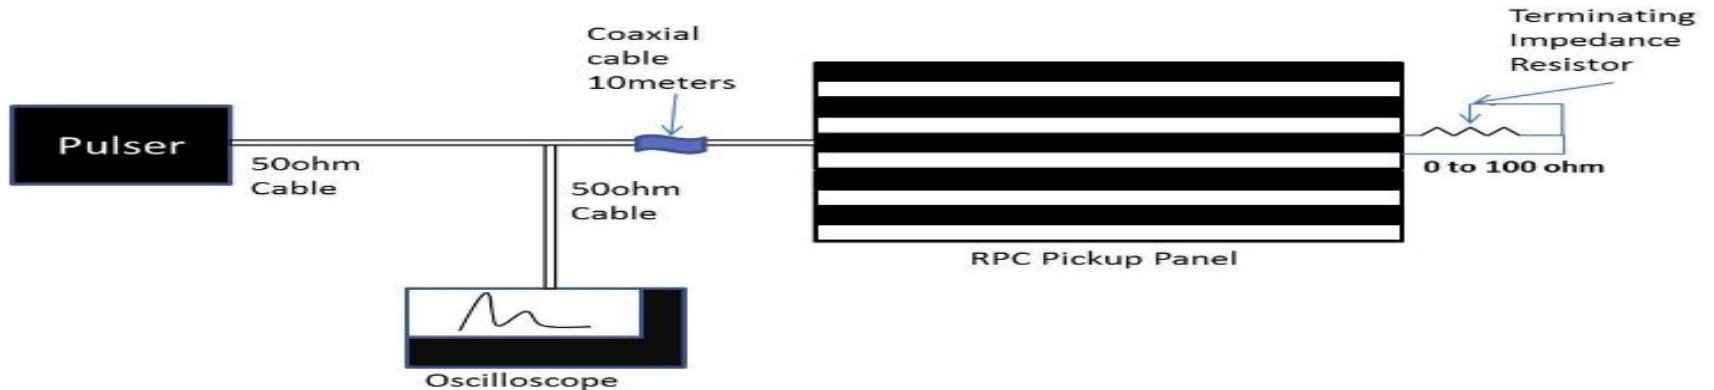 Pulser
50ohm
Cable
Coaxial
cable
10meters
50ohm
Cable
Oscilloscope
RPC Pickup Panel
Terminating
Impedance
Resistor
0 to 100 ohm